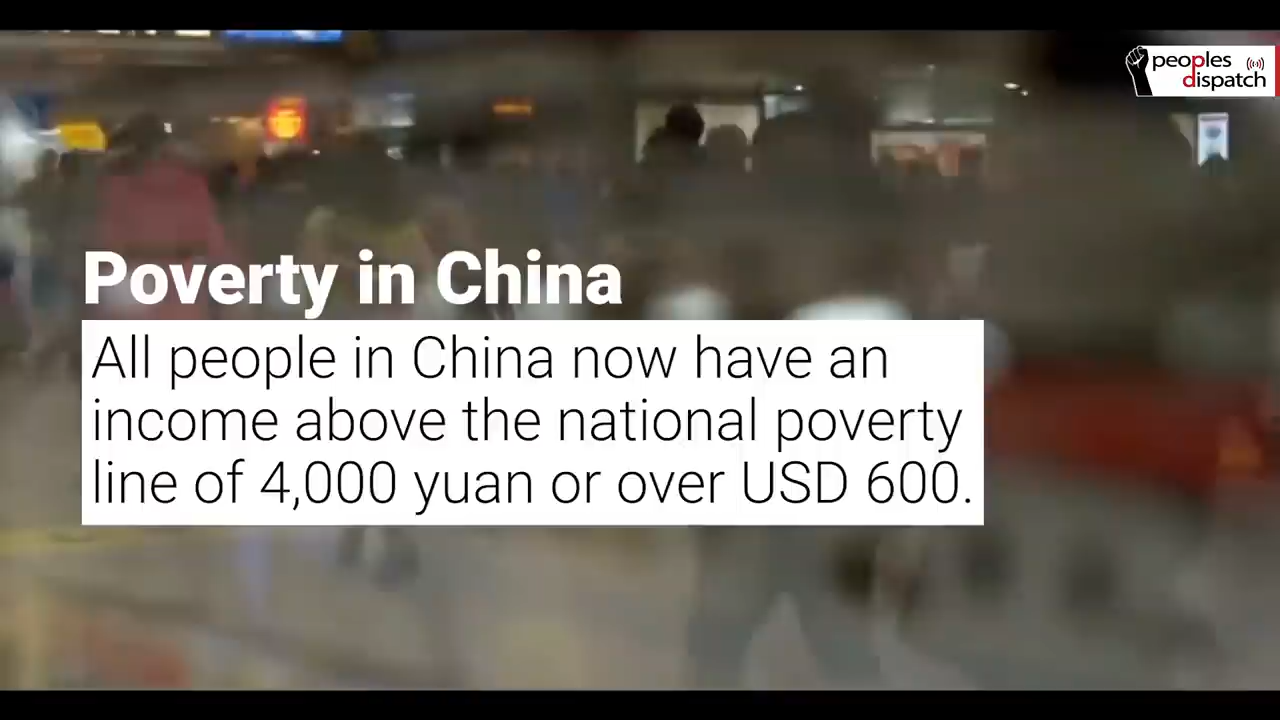 peoples
dispatch
Poverty in China
All people in China now have an
income above the national poverty
line of 4,000 yuan or over USD 600.